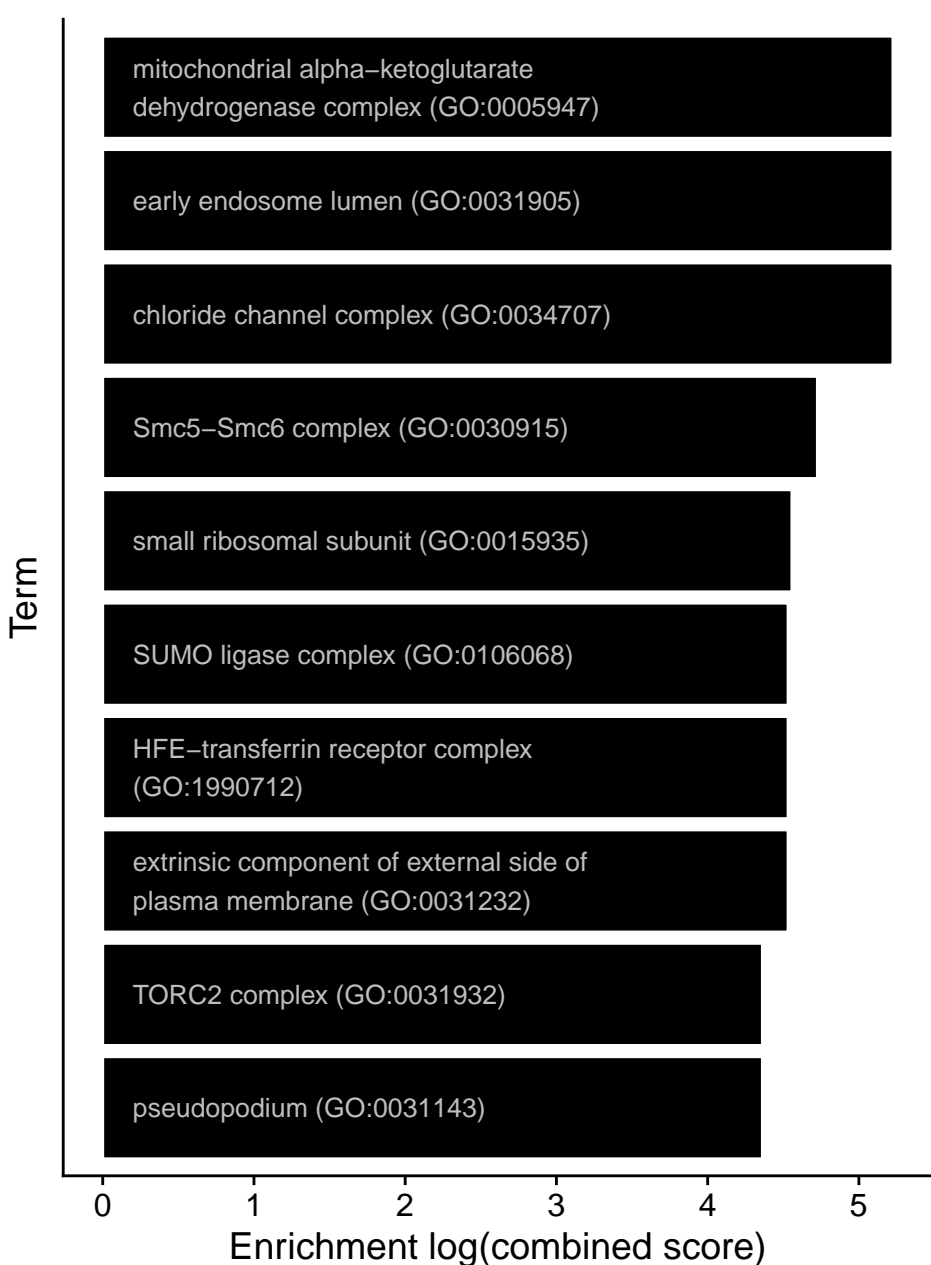 mitochondrial alpha−ketoglutarate
dehydrogenase complex (GO:0005947)
early endosome lumen (GO:0031905)
chloride channel complex (GO:0034707)
Smc5−Smc6 complex (GO:0030915)
small ribosomal subunit (GO:0015935)
SUMO ligase complex (GO:0106068)
HFE−transferrin receptor complex
(GO:1990712)
extrinsic component of external side of
plasma membrane (GO:0031232)
TORC2 complex (GO:0031932)
pseudopodium (GO:0031143)
Term
0 1 2 3 4 5
Enrichment log(combined score)